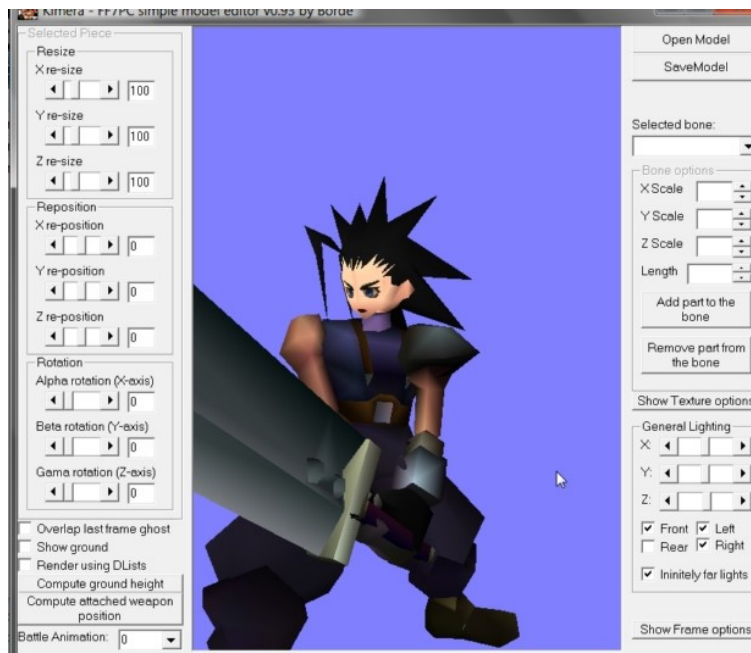 Kimera - FF7PC simple model editor v0.93 by Borde
Selected Piece
Resize
X re-size
100
Y re-size
100
Z re-size
100
Reposition
X re-position
0
Y re-position
0
Z re-position
0
Rotation
Alpha rotation (X-axis)
0
Beta rotation (Y-axis)
0
Gama rotation (Z-axis)
0
Overlap last frame ghost
Show ground
Render using DLists
Compute ground height
Compute attached weapon
position
Battle Animation: 0
Open Model
SaveModel
Selected bone:
Bone options
X Scale
Y Scale
Z Scale
Length
Add part to the
bone
Remove part from
the bone
Show Texture options
General Lighting
X:
Y:
Z:
Front Left
Rear Right
Ininitely far lights
Show Frame options